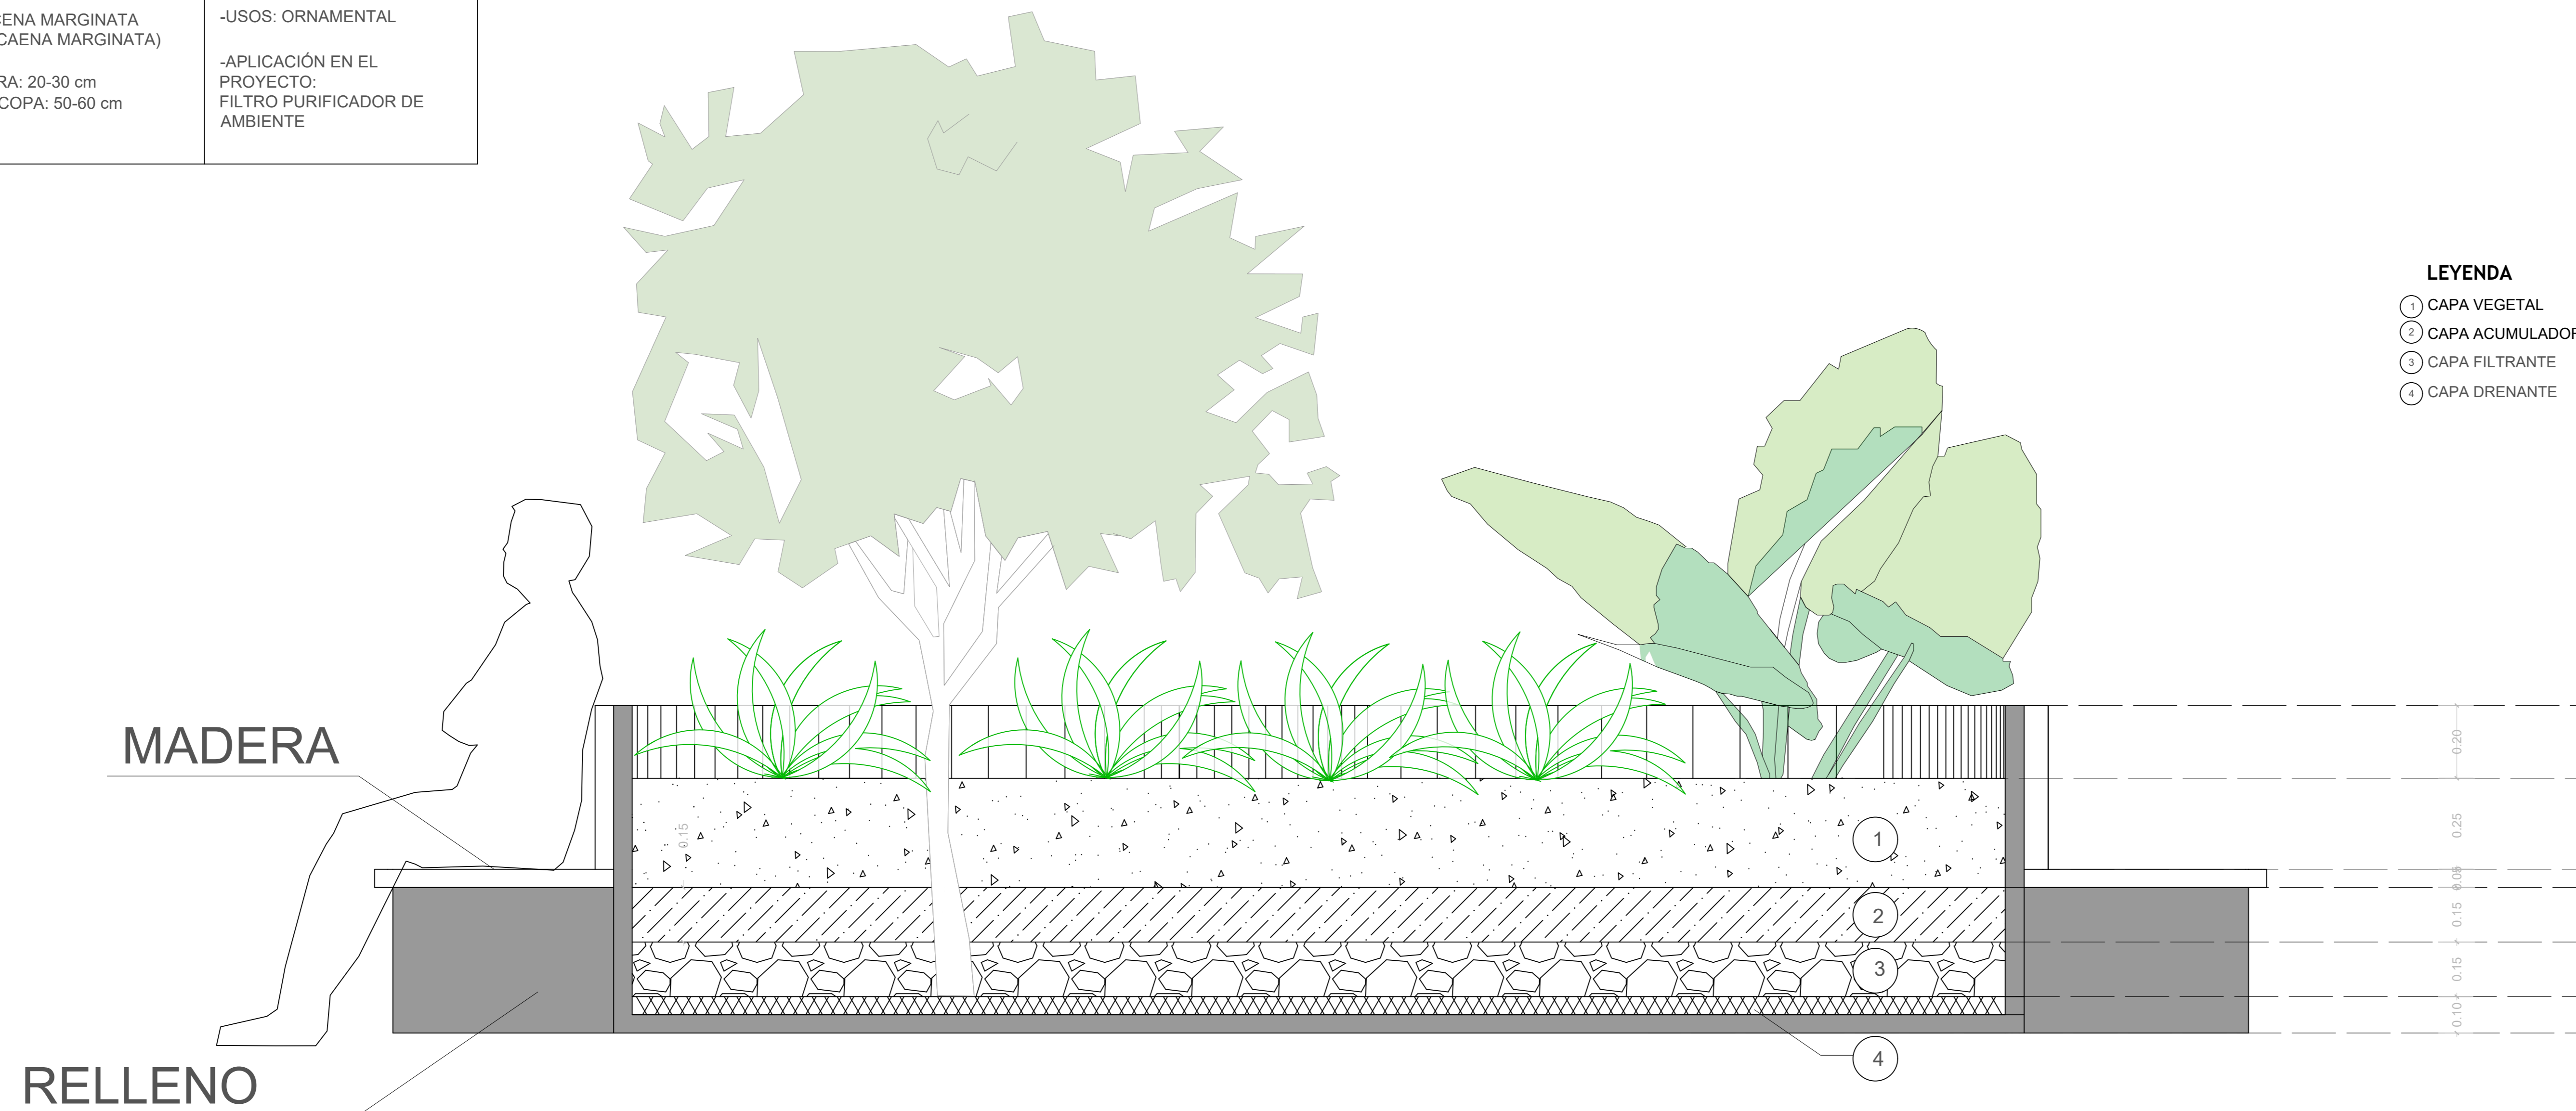 CENA MARGINATA
CAENA MARGINATA)
RA: 20-30 cm
COPA: 50-60 cm
-USOS: ORNAMENTAL
-APLICACIÓN EN EL
PROYECTO:
FILTRO PURIFICADOR DE
AMBIENTE
LEYENDA
1 CAPA VEGETAL
2 CAPA ACUMULADOR
3 CAPA FILTRANTE
4 CAPA DRENANTE
MADERA
RELLENO
0.15
1
2
3
4
0.20
0.25
0.05
0.15
0.15
0.10